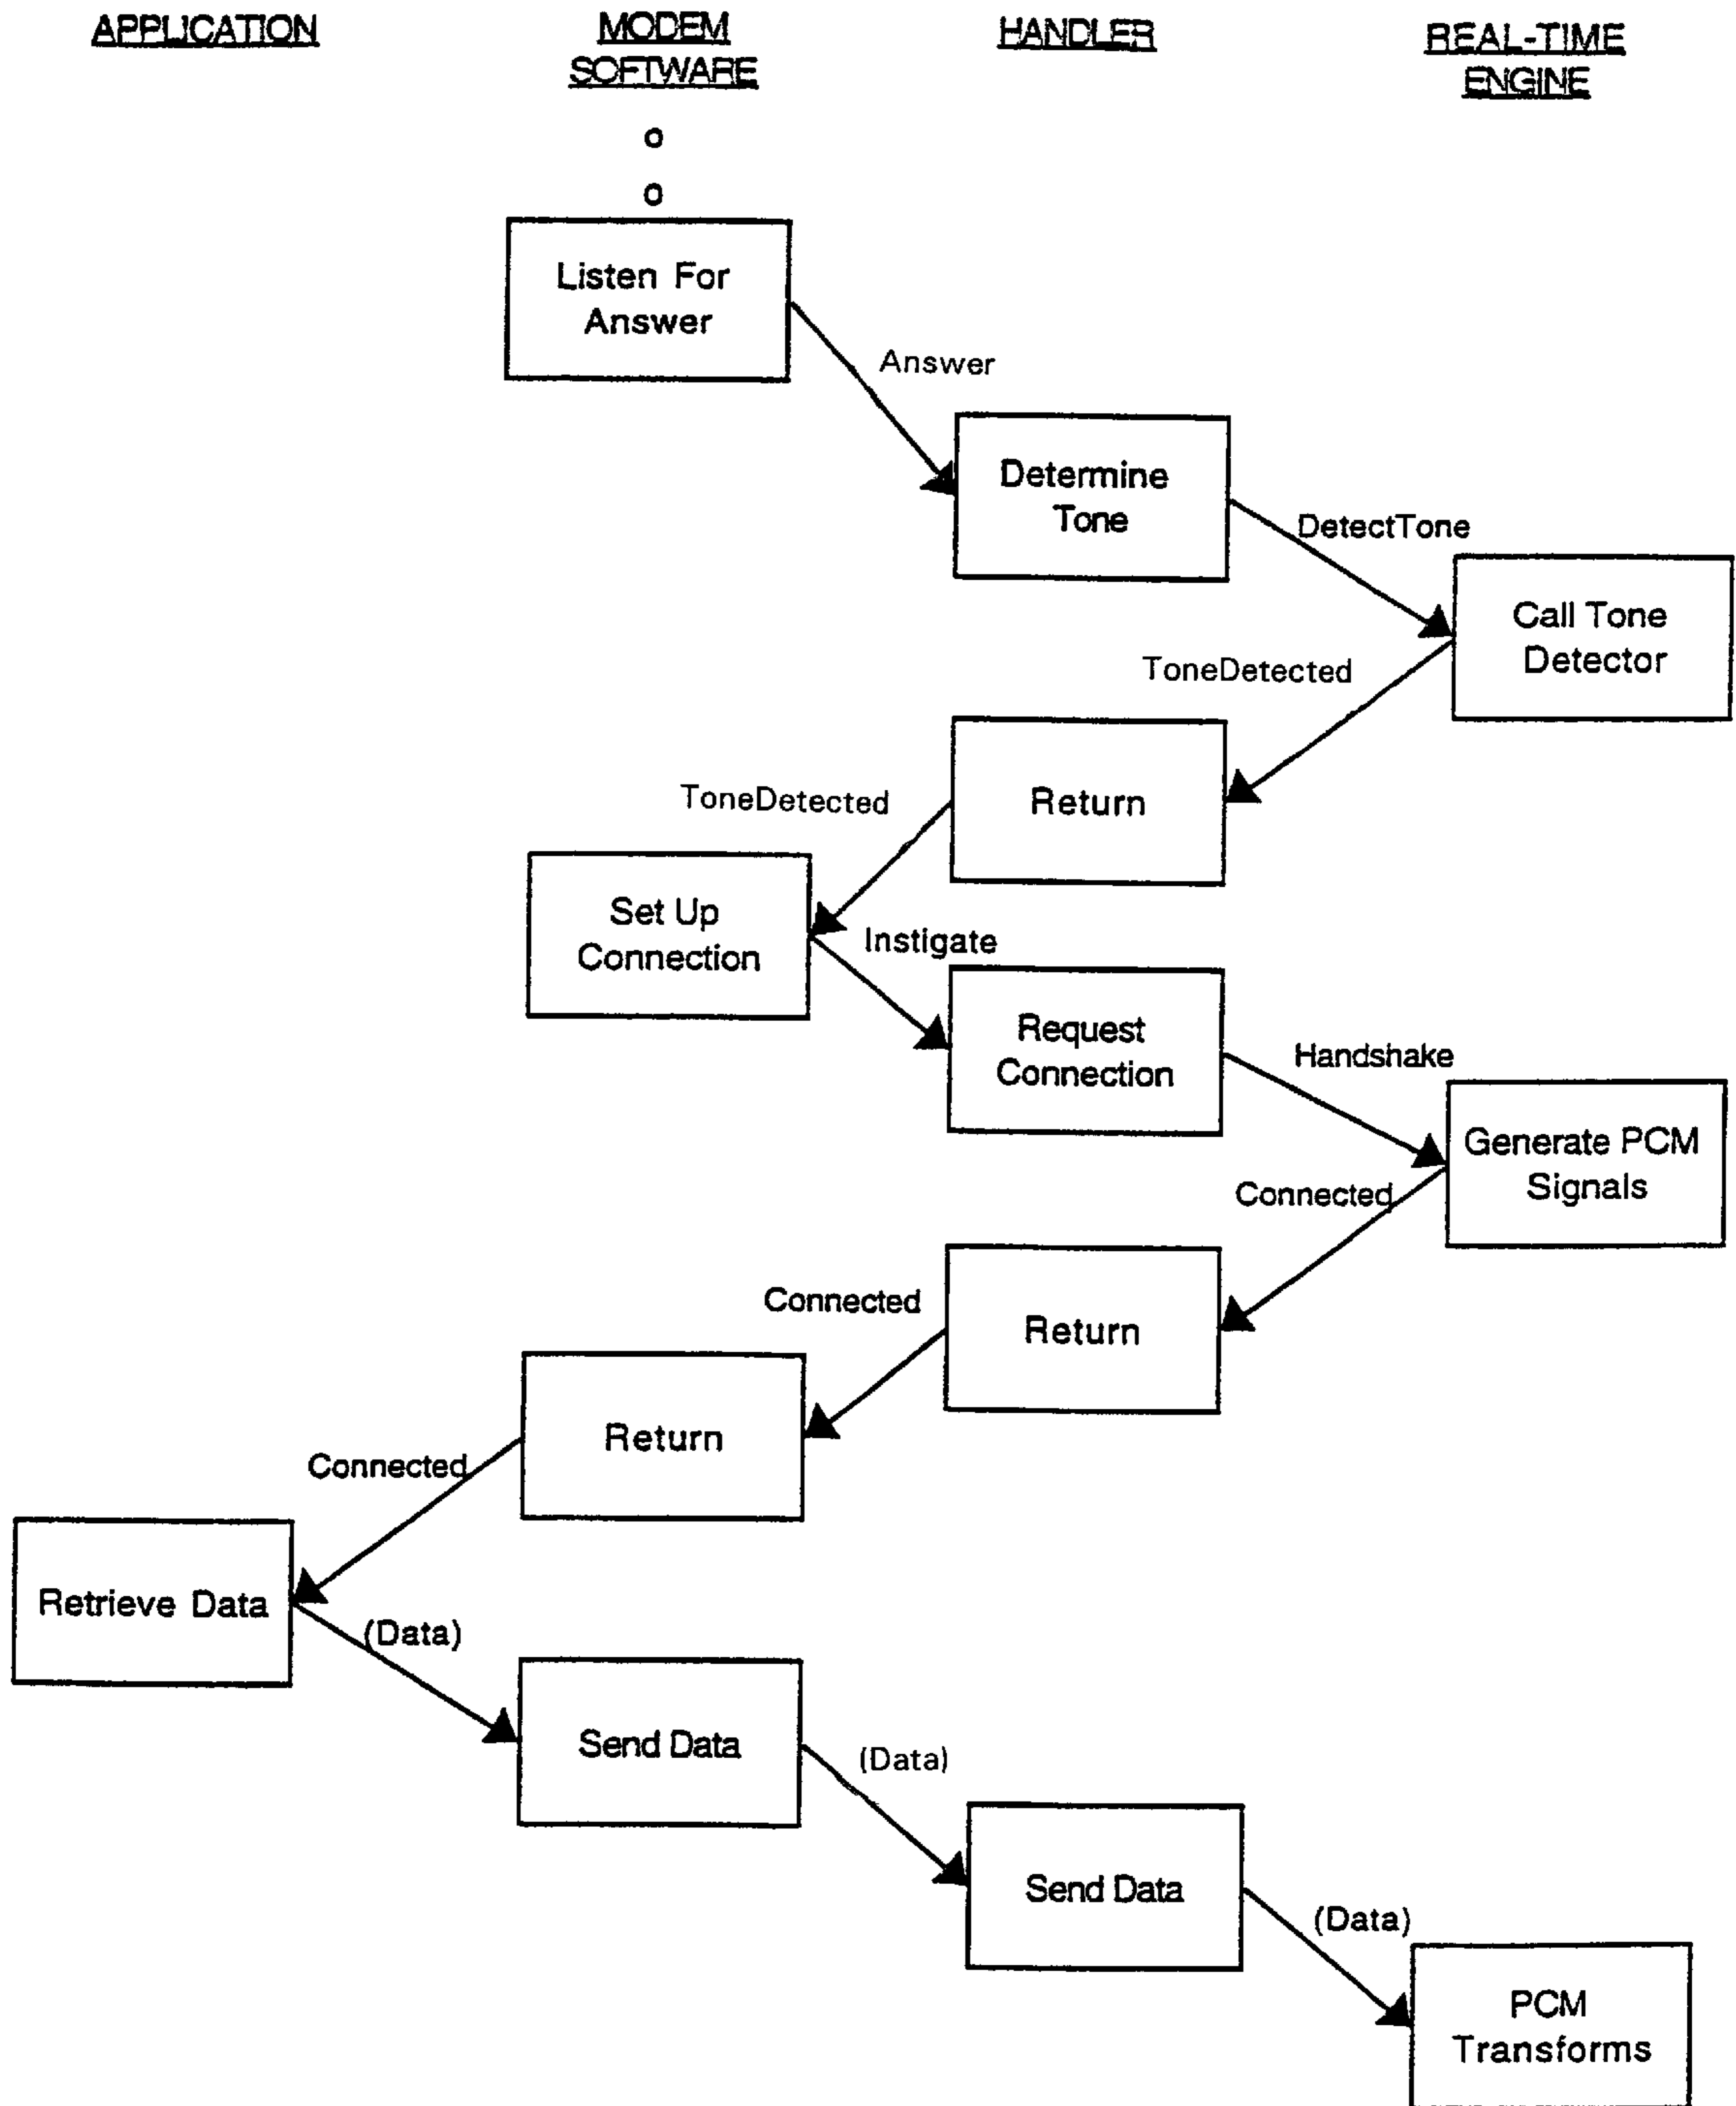 APPLICATION
MODEM
SOFTWARE
HANDLER
REAL-TIME
ENGINE
Listen For
Answer
Answer
Determine
Tone
DetectTone
Call Tone
Detector
ToneDetected
Return
ToneDetected
Set Up
Connection
Instigate
Request
Connection
Handshake
Generate PCM
Signals
Connected
Return
Connected
Return
Connected
Retrieve Data
(Data)
Send Data
(Data)
Send Data
(Data)
PCM
Transforms